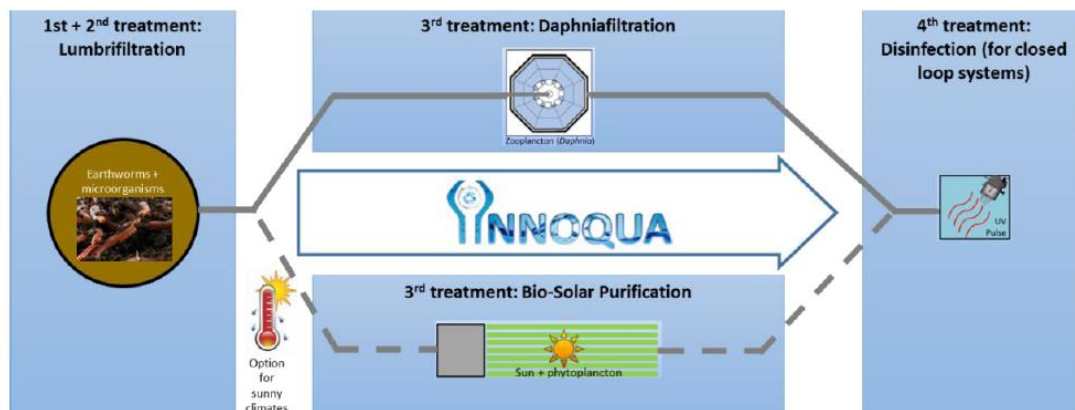 1st + 2nd treatment:
Lumbrifiltration
Earthworms +
microorganisms
3rd treatment: Daphniafiltration
Zooplancton (Daphnia)
INNOQUA
Option
for
sunny
climates
3rd treatment: Bio-Solar Purification
Sun + phytoplancton
4th treatment:
Disinfection (for closed
loop systems)
UV
Pulse